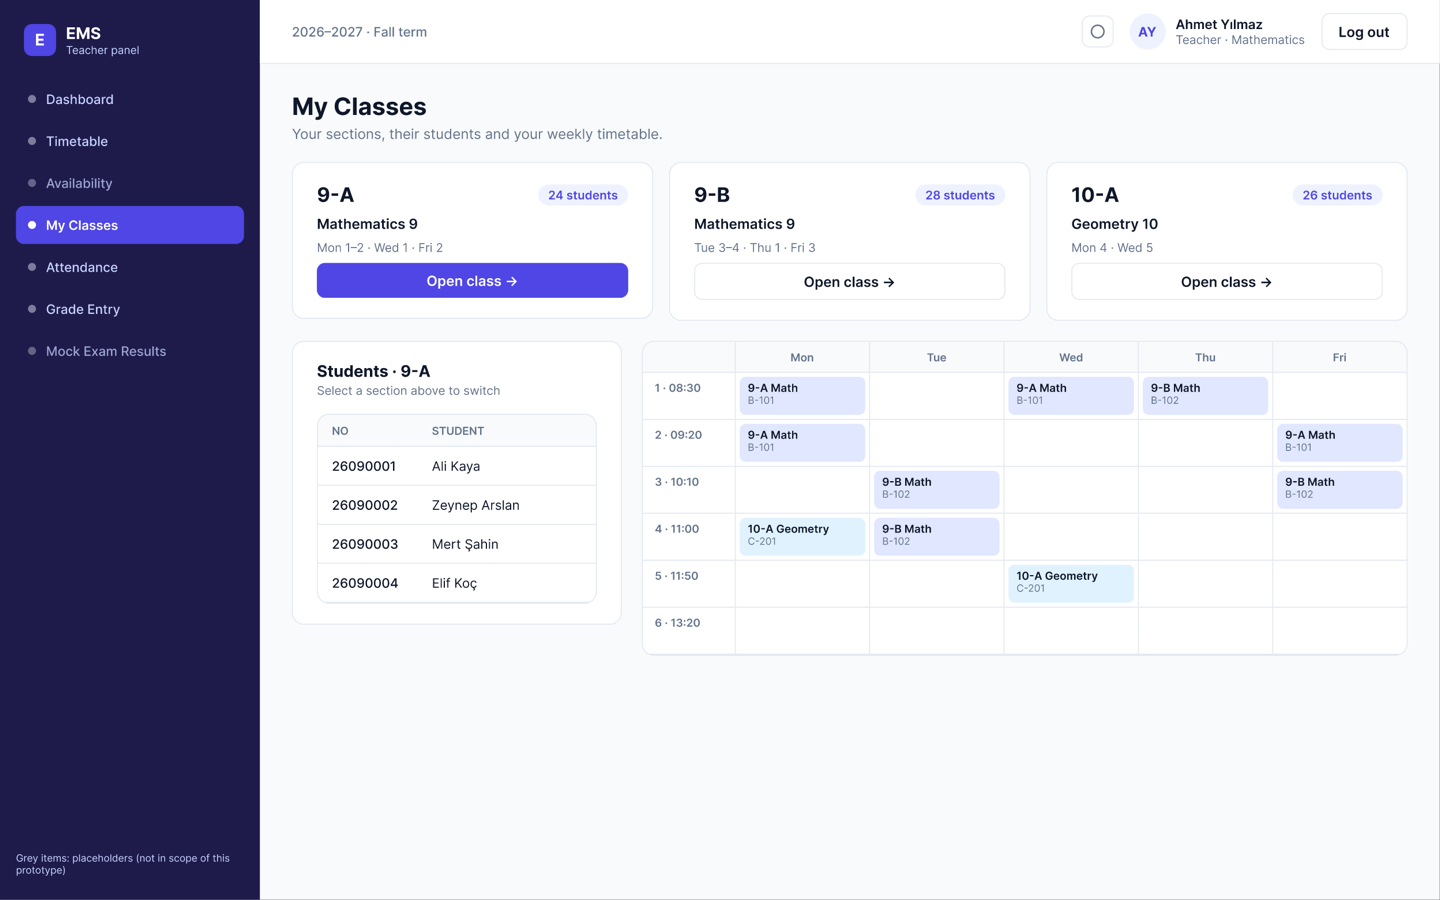 E
EMS
Teacher panel
Dashboard
Timetable
Availability
My Classes
Attendance
Grade Entry
Mock Exam Results
Grey items: placeholders (not in scope of this
prototype)
2026–2027 · Fall term
AY
Ahmet Yılmaz
Teacher · Mathematics
Log out
My Classes
Your sections, their students and your weekly timetable.
9-A
24 students
Mathematics 9
Mon 1–2 · Wed 1 · Fri 2
Open class →
9-B
28 students
Mathematics 9
Tue 3–4 · Thu 1 · Fri 3
Open class →
10-A
26 students
Geometry 10
Mon 4 · Wed 5
Open class →
Students · 9-A
Select a section above to switch
NO STUDENT
26090001 Ali Kaya
26090002 Zeynep Arslan
26090003 Mert Şahin
26090004 Elif Koç
Mon Tue Wed Thu Fri
1 · 08:30 9-A Math 9-A Math 9-B Math
B-101 B-101 B-102
2 · 09:20 9-A Math 9-A Math
B-101 B-101
3 · 10:10 9-B Math 9-B Math
B-102 B-102
4 · 11:00 10-A Geometry 9-B Math
C-201 B-102
5 · 11:50 10-A Geometry
C-201
6 · 13:20